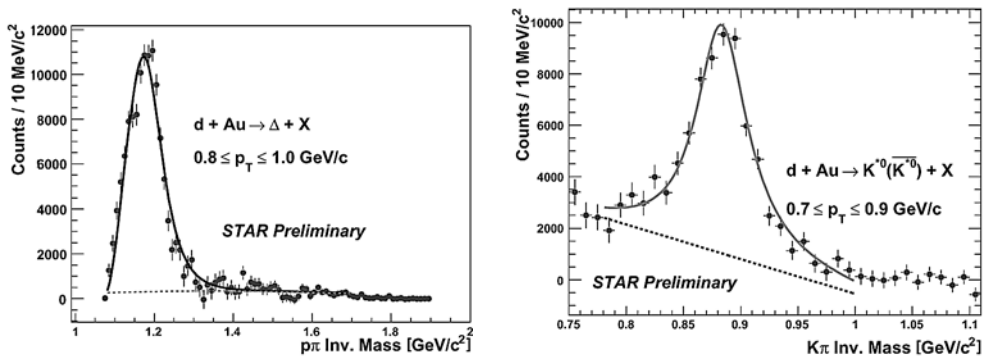 Counts / 10 MeV/c²
12000
10000
8000
6000
4000
2000
0
d + Au → Δ + X
0.8 ≤ p_T ≤ 1.0 GeV/c
STAR Preliminary
1 1.2 1.4 1.6 1.8 2
pπ Inv. Mass [GeV/c²]
Counts / 10 MeV/c²
10000
8000
6000
4000
2000
0
d + Au → K*⁰(K̅*⁰) + X
0.7 ≤ p_T ≤ 0.9 GeV/c
STAR Preliminary
0.75 0.8 0.85 0.9 0.95 1 1.05 1.1
Kπ Inv. Mass [GeV/c²]